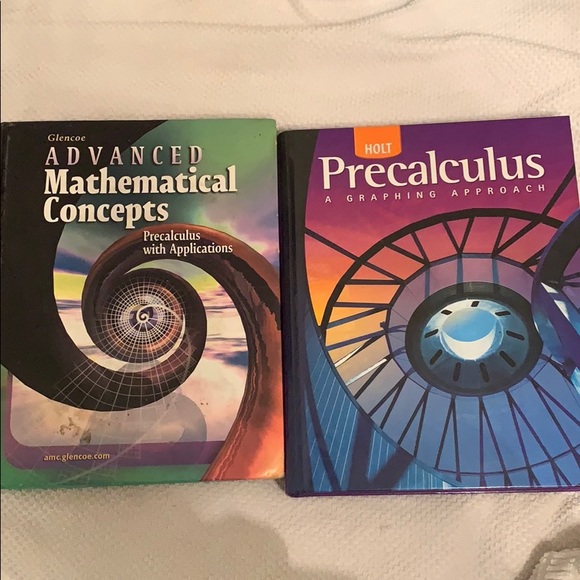 Glencoe
ADVANCED
Mathematical
Concepts
Precalculus
with Applications
amc.glencoe.com
HOLT
Precalculus
A GRAPHING APPROACH